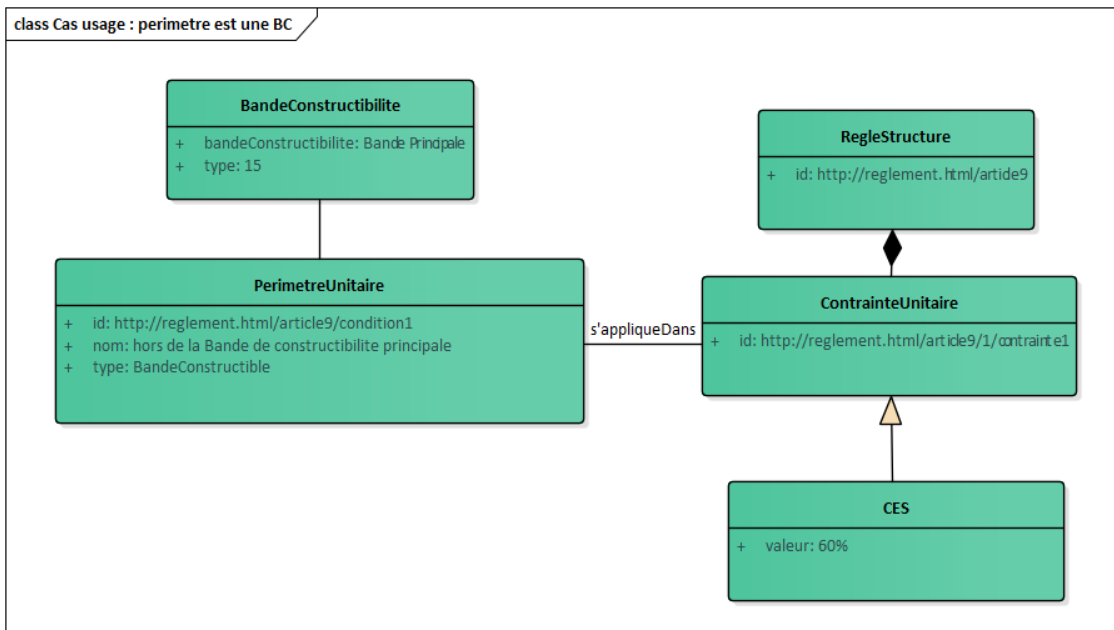 class Cas usage : perimetre est une BC
BandeConstructibilite
+ bandeConstructibilite: Bande Principale
+ type: 15
RegleStructure
+ id: http://reglement.html/artide9
PerimetreUnitaire
+ id: http://reglement.html/article9/condition1
+ nom: hors de la Bande de constructibilite principale
+ type: BandeConstructible
s'appliqueDans
ContrainteUnitaire
+ id: http://reglement.html/article9/1/contrainte1
CES
+ valeur: 60%